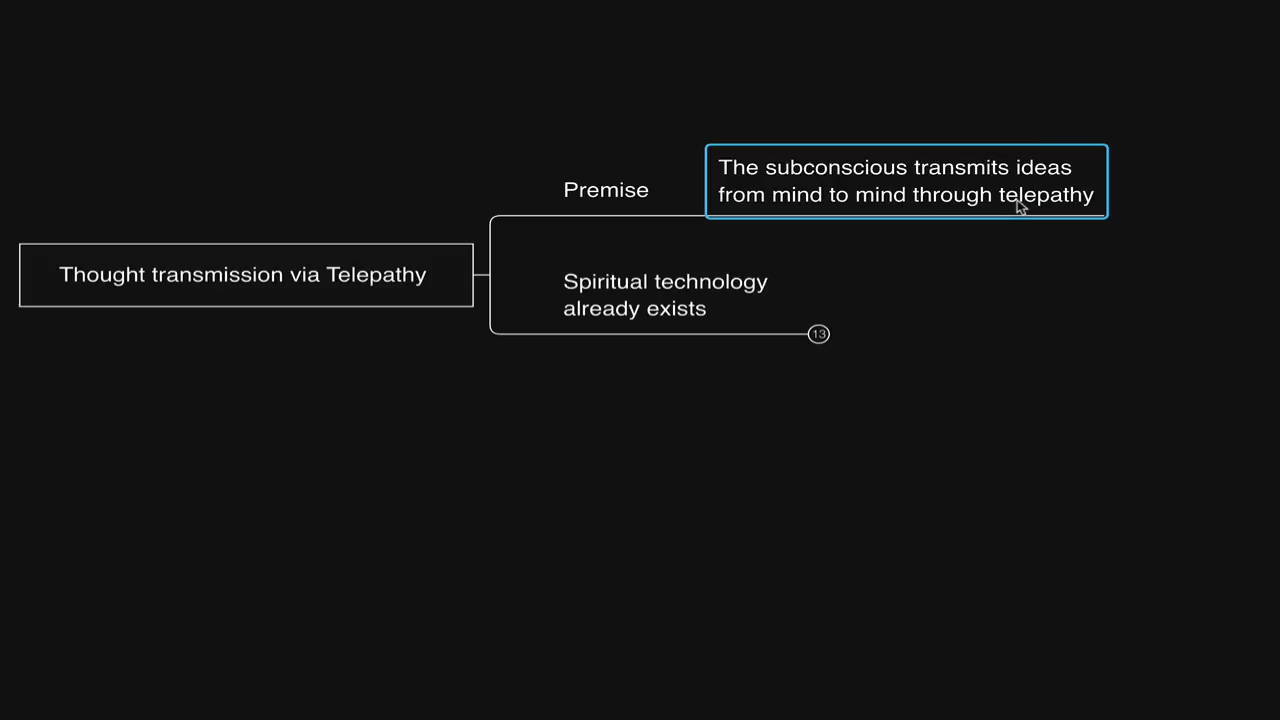 Thought transmission via Telepathy
Premise
The subconscious transmits ideas
from mind to mind through telepathy
Spiritual technology
already exists
13